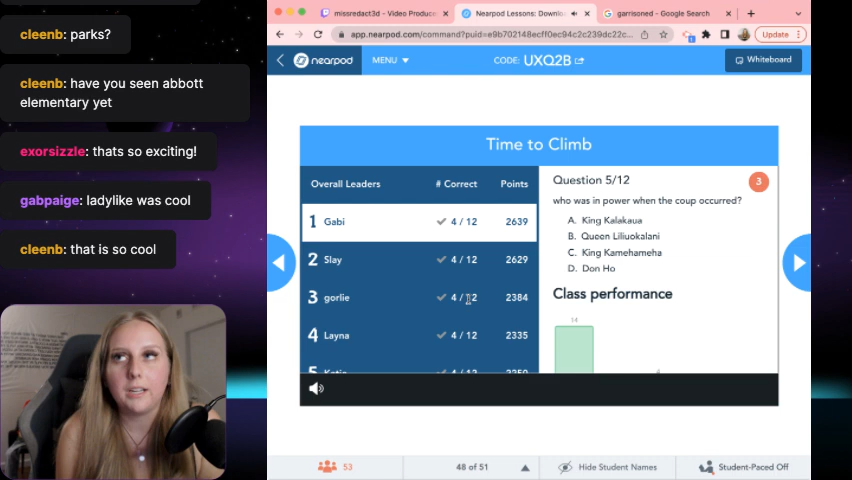 cleenb: parks?
cleenb: have you seen abbott
elementary yet
exorsizzle: thats so exciting!
gabpaige: ladylike was cool
cleenb: that is so cool
missredact3d - Video Produce
Nearpod Lessons: Downlo
garrisoned - Google Search
app.nearpod.com/command?puid=e9b702148ecff0ec94c2c239dc22c...
Update
nearpod
MENU
CODE: UXQ2B
Whiteboard
Time to Climb
Overall Leaders # Correct Points
1 Gabi 4 / 12 2639
2 Slay 4 / 12 2629
3 gorlie 4 / 12 2384
4 Layna 4 / 12 2335
Question 5/12
3
who was in power when the coup occurred?
A. King Kalakaua
B. Queen Liliuokalani
C. King Kamehameha
D. Don Ho
Class performance
14
53
48 of 51
Hide Student Names
Student-Paced Off